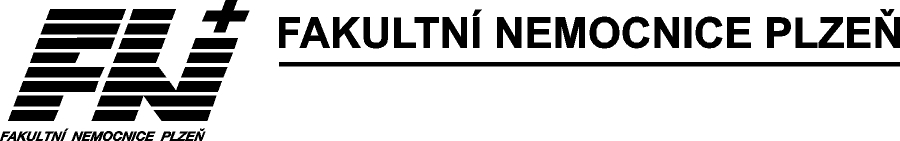 FN+
FAKULTNÍ NEMOCNICE PLZEŇ
FAKULTNÍ NEMOCNICE PLZEŇ